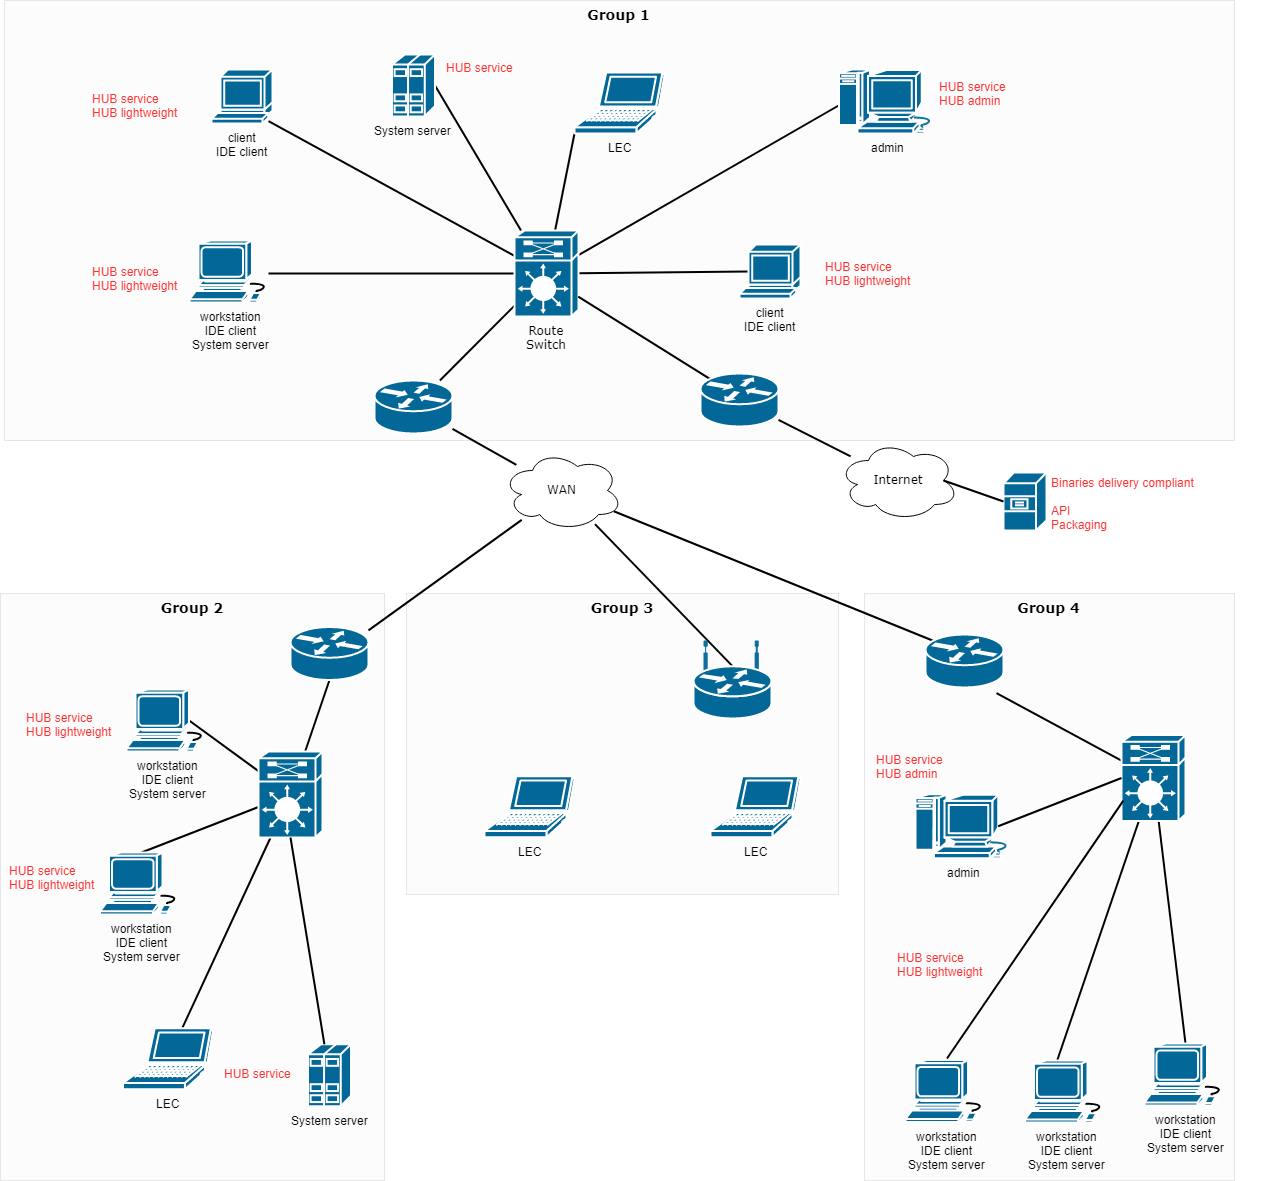 Group 1
HUB service
HUB lightweight
client
IDE client
HUB service
System server
LEC
HUB service
HUB admin
admin
HUB service
HUB lightweight
workstation
IDE client
System server
Route
Switch
HUB service
HUB lightweight
client
IDE client
WAN
Internet
Binaries delivery compliant
API
Packaging
Group 2
HUB service
HUB lightweight
workstation
IDE client
System server
HUB service
HUB lightweight
workstation
IDE client
System server
LEC
HUB service
System server
Group 3
LEC
LEC
Group 4
HUB service
HUB admin
admin
HUB service
HUB lightweight
workstation
IDE client
System server
workstation
IDE client
System server
workstation
IDE client
System server